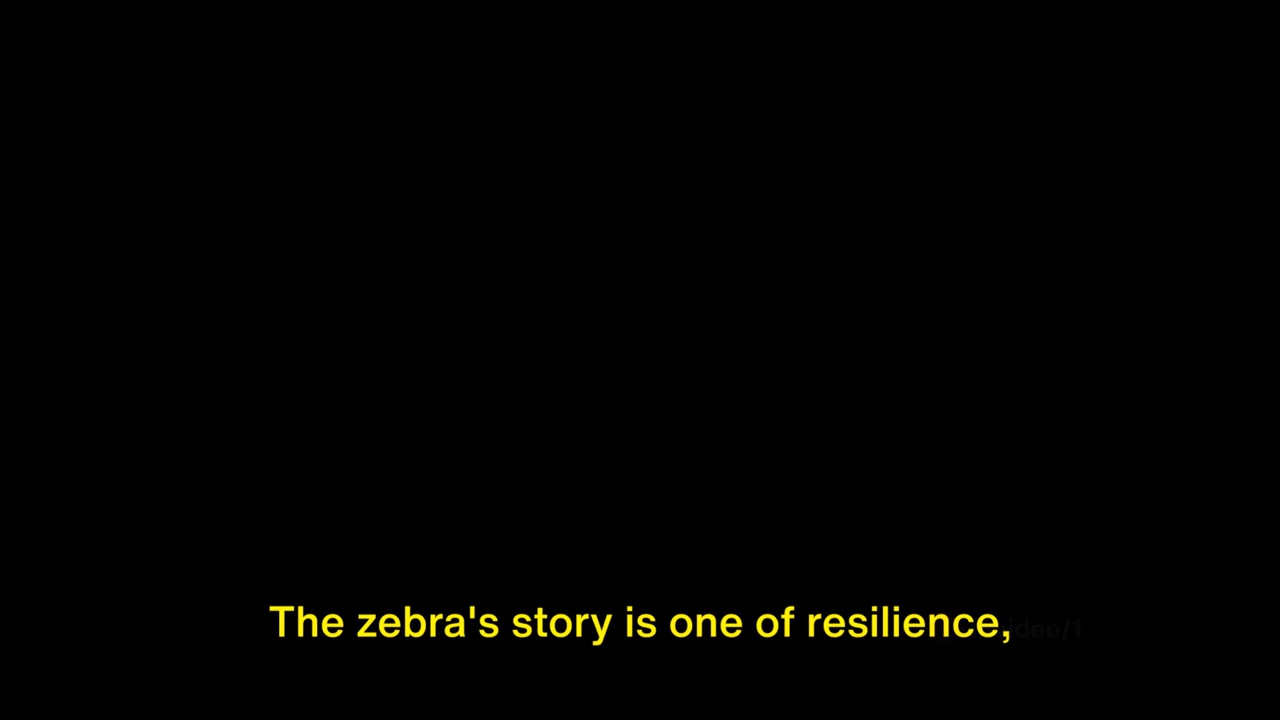 The zebra's story is one of resilience,